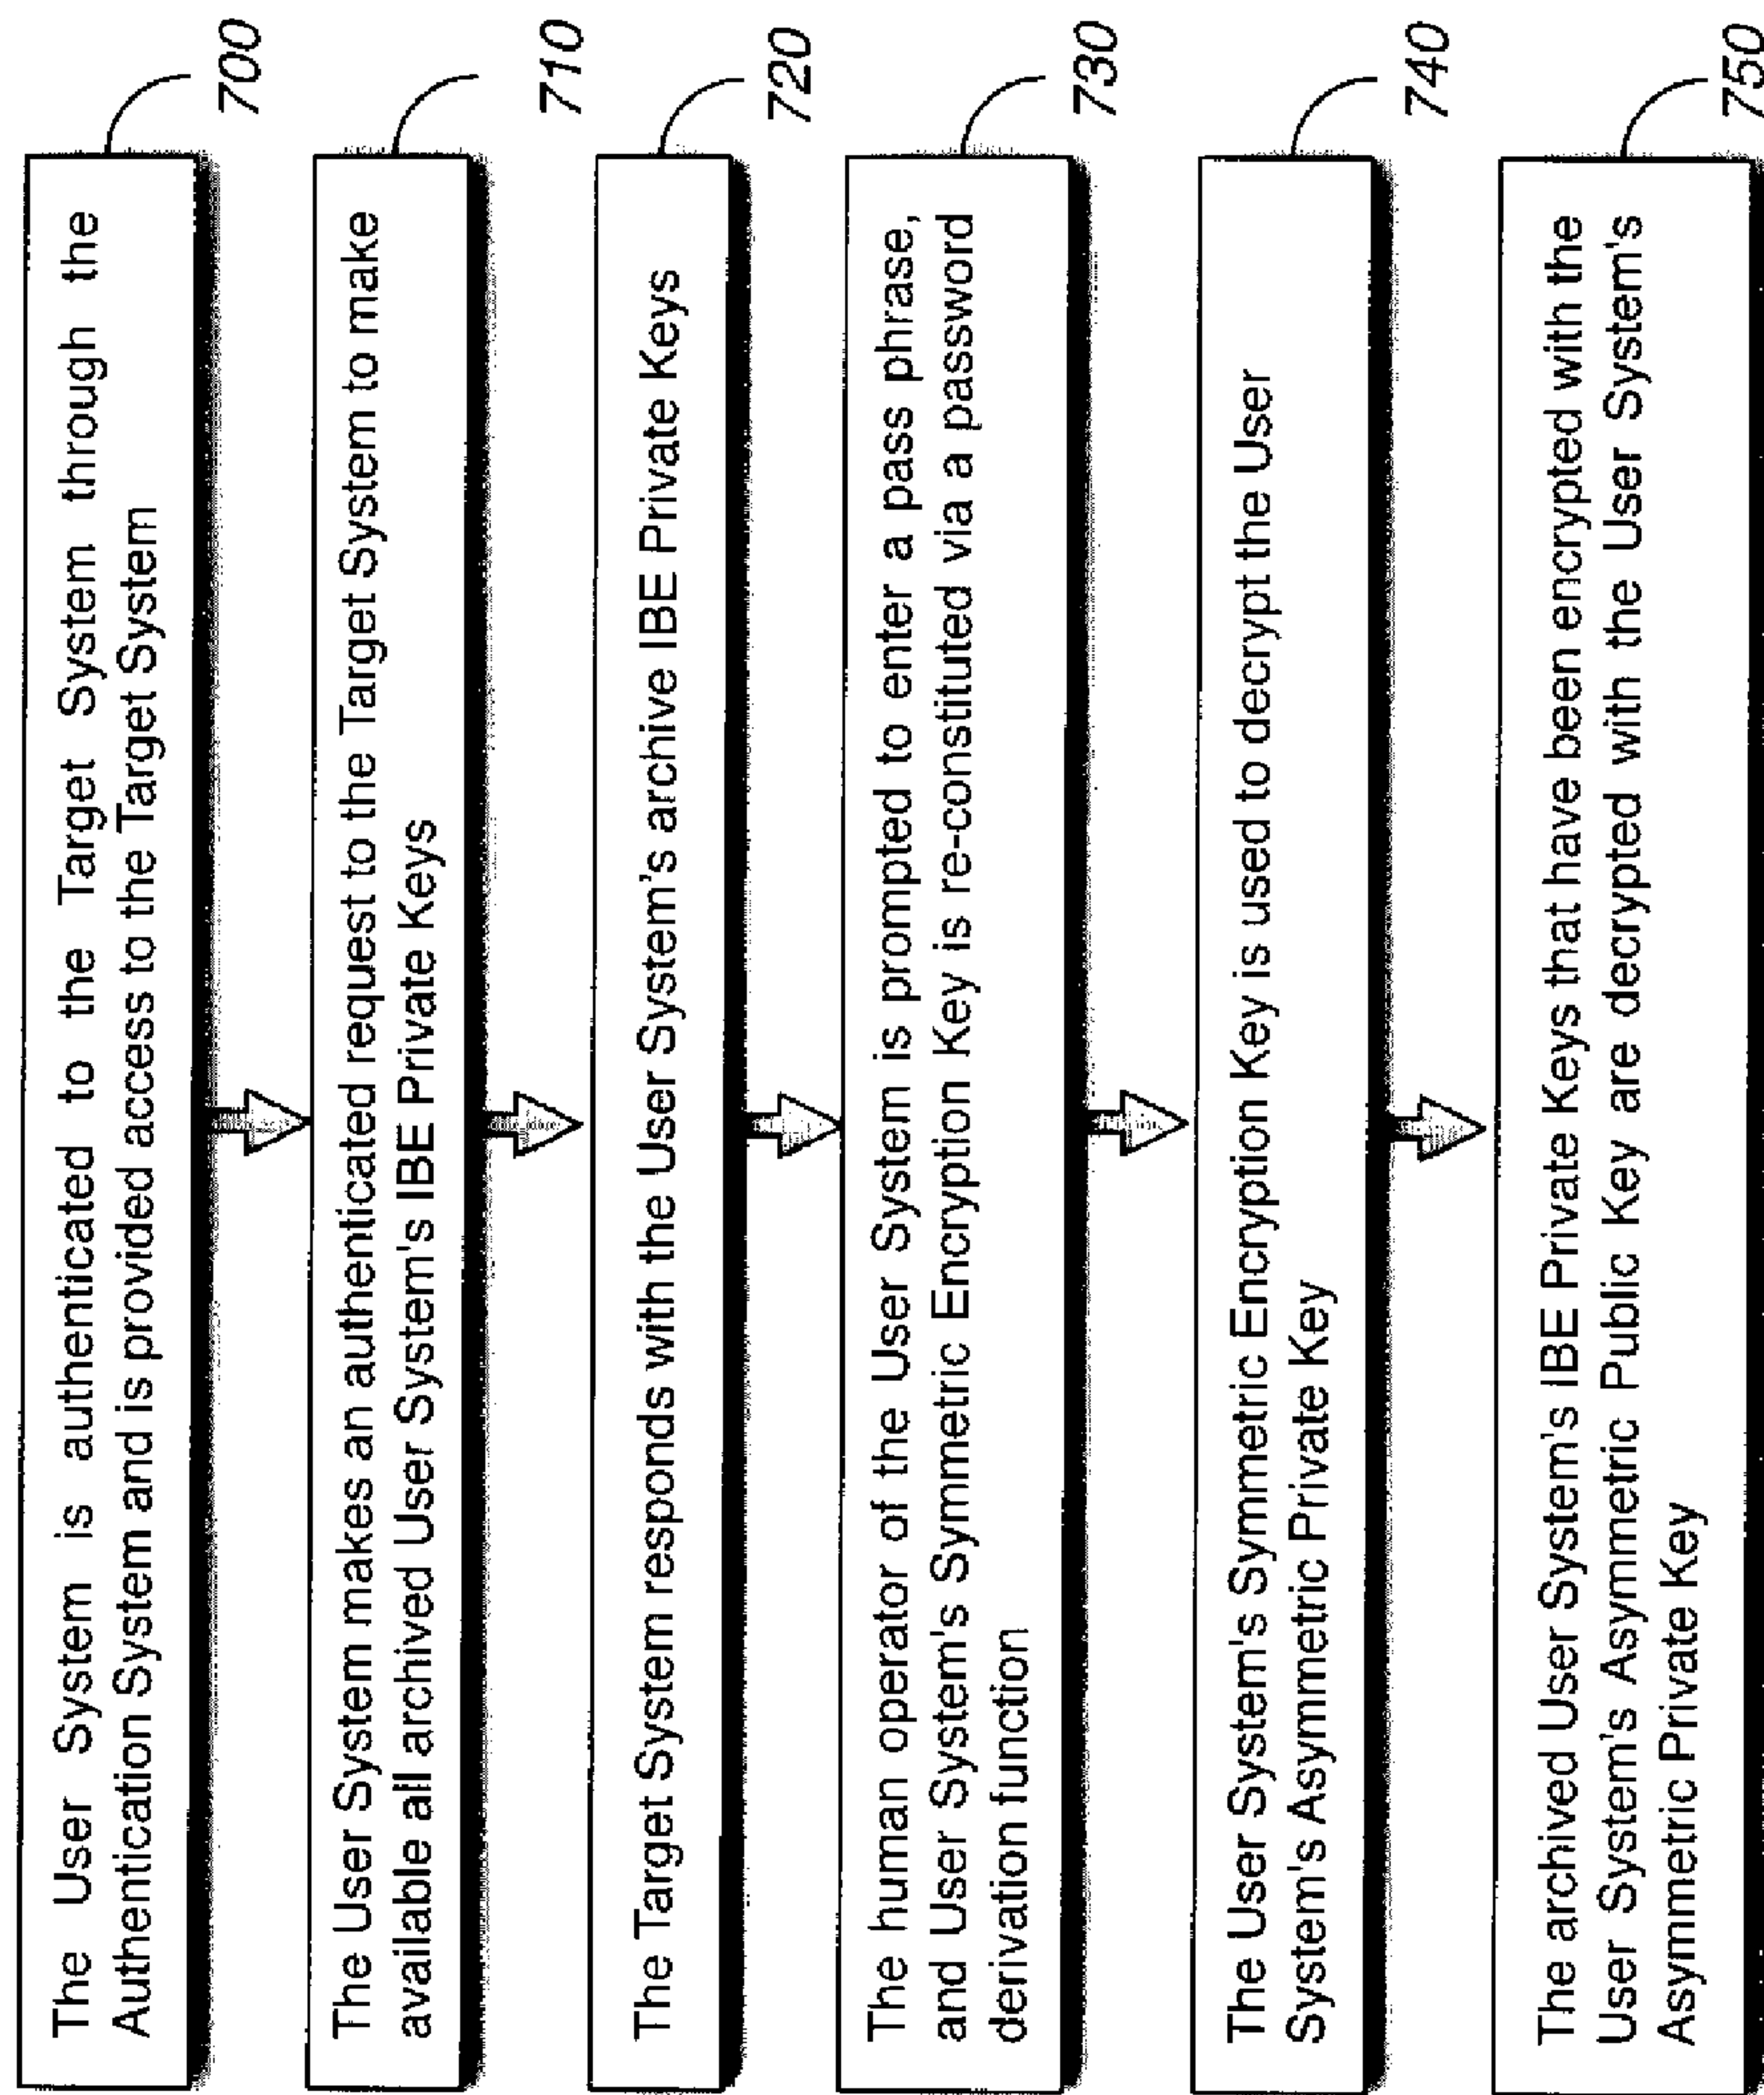 The User System is authenticated to the Target System through the
Authentication System and is provided access to the Target System
700
The User System makes an authenticated request to the Target System to make
available all archived User System's IBE Private Keys
710
The Target System responds with the User System's archive IBE Private Keys
720
The human operator of the User System is prompted to enter a pass phrase,
and User System's Symmetric Encryption Key is re-constituted via a password
derivation function
730
The User System's Symmetric Encryption Key is used to decrypt the User
System's Asymmetric Private Key
740
The archived User System's IBE Private Keys that have been encrypted with the
User System's Asymmetric Public Key are decrypted with the User System's
Asymmetric Private Key
750